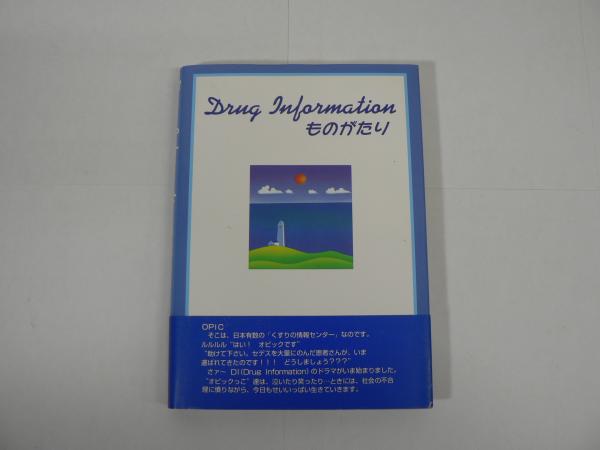 Drug Information
ものがたり
OPIC
そこは、日本有数の「くすりの情報センター」なのです。
ルルルル“はい！　オピックです”
“助けて下さい。セデスを大量にのんだ患者さんが、いま
運ばれてきたのです！！！　どうしましょう？？？”
さァ～　DI(Drug Information)のドラマがいま始まりました。
“オピックっこ”達は、泣いたり笑ったり…ときには、社会の不合
理に憤りながら、今日もせいいっぱい生きていきます。